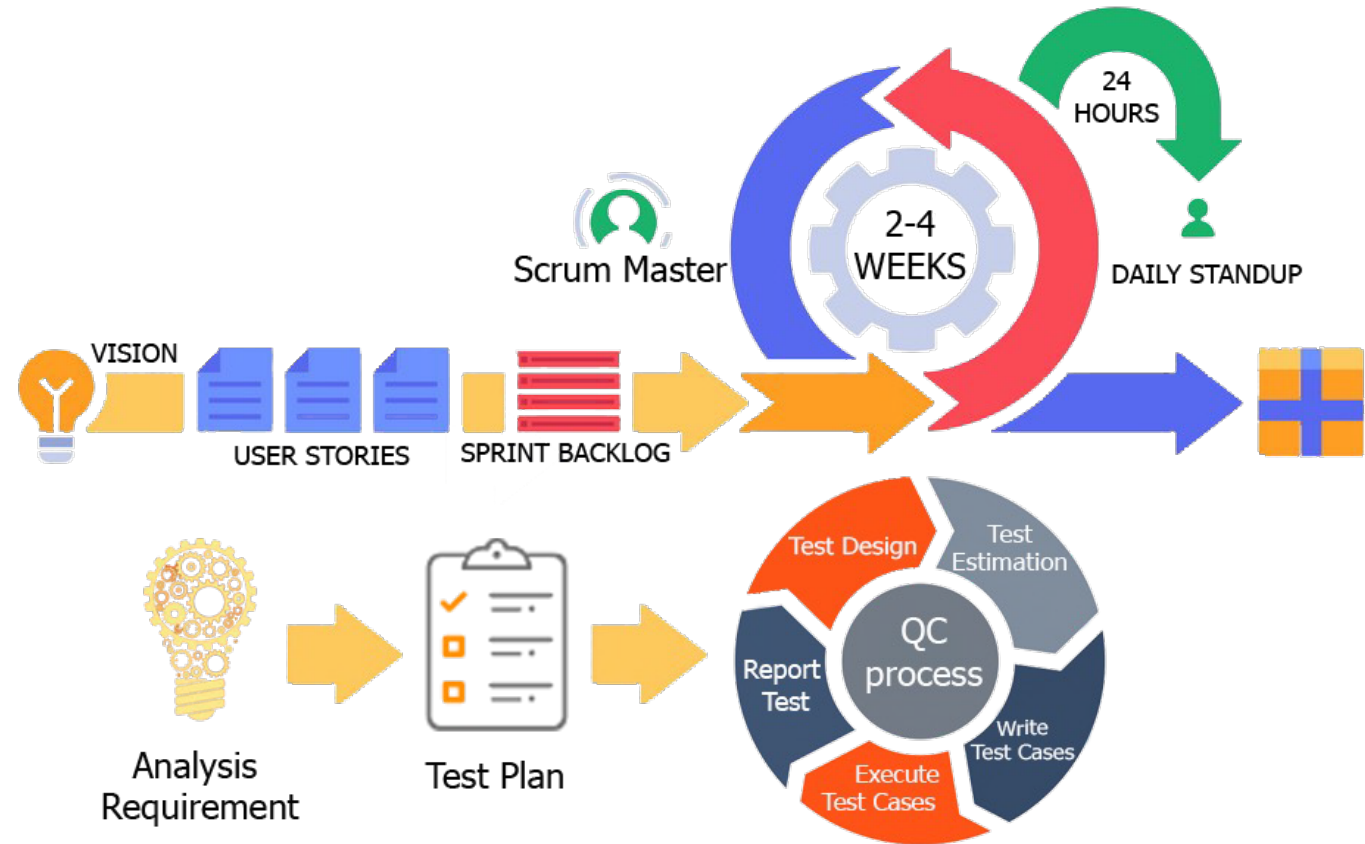 24
HOURS
2-4
WEEKS
Scrum Master
DAILY STANDUP
VISION
USER STORIES
SPRINT BACKLOG
Test Design
Test
Estimation
QC
process
Report
Test
Write
Test Cases
Execute
Test Cases
Analysis
Requirement
Test Plan